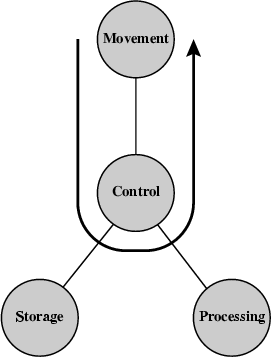 Movement
Control
Storage
Processing